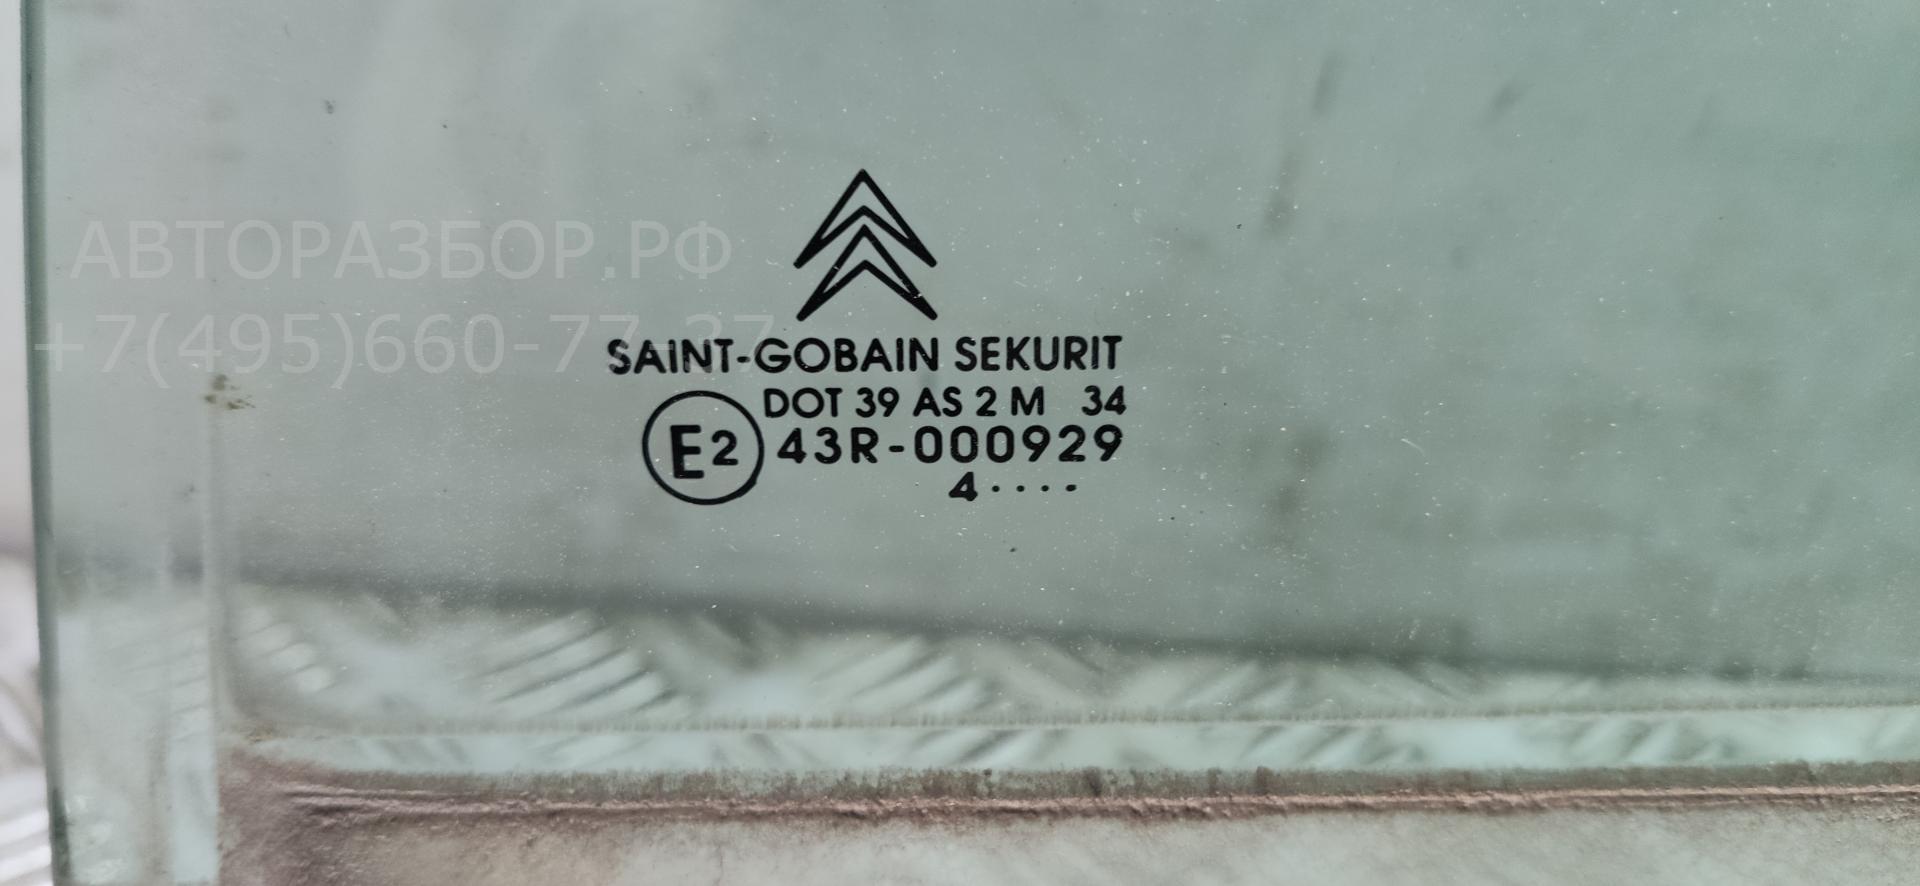 АВТОРАЗБОР.РФ
+7(495)660-77-37
SAINT-GOBAIN SEKURIT
DOT 39 AS 2 M 34
E2 43R-000929
4····